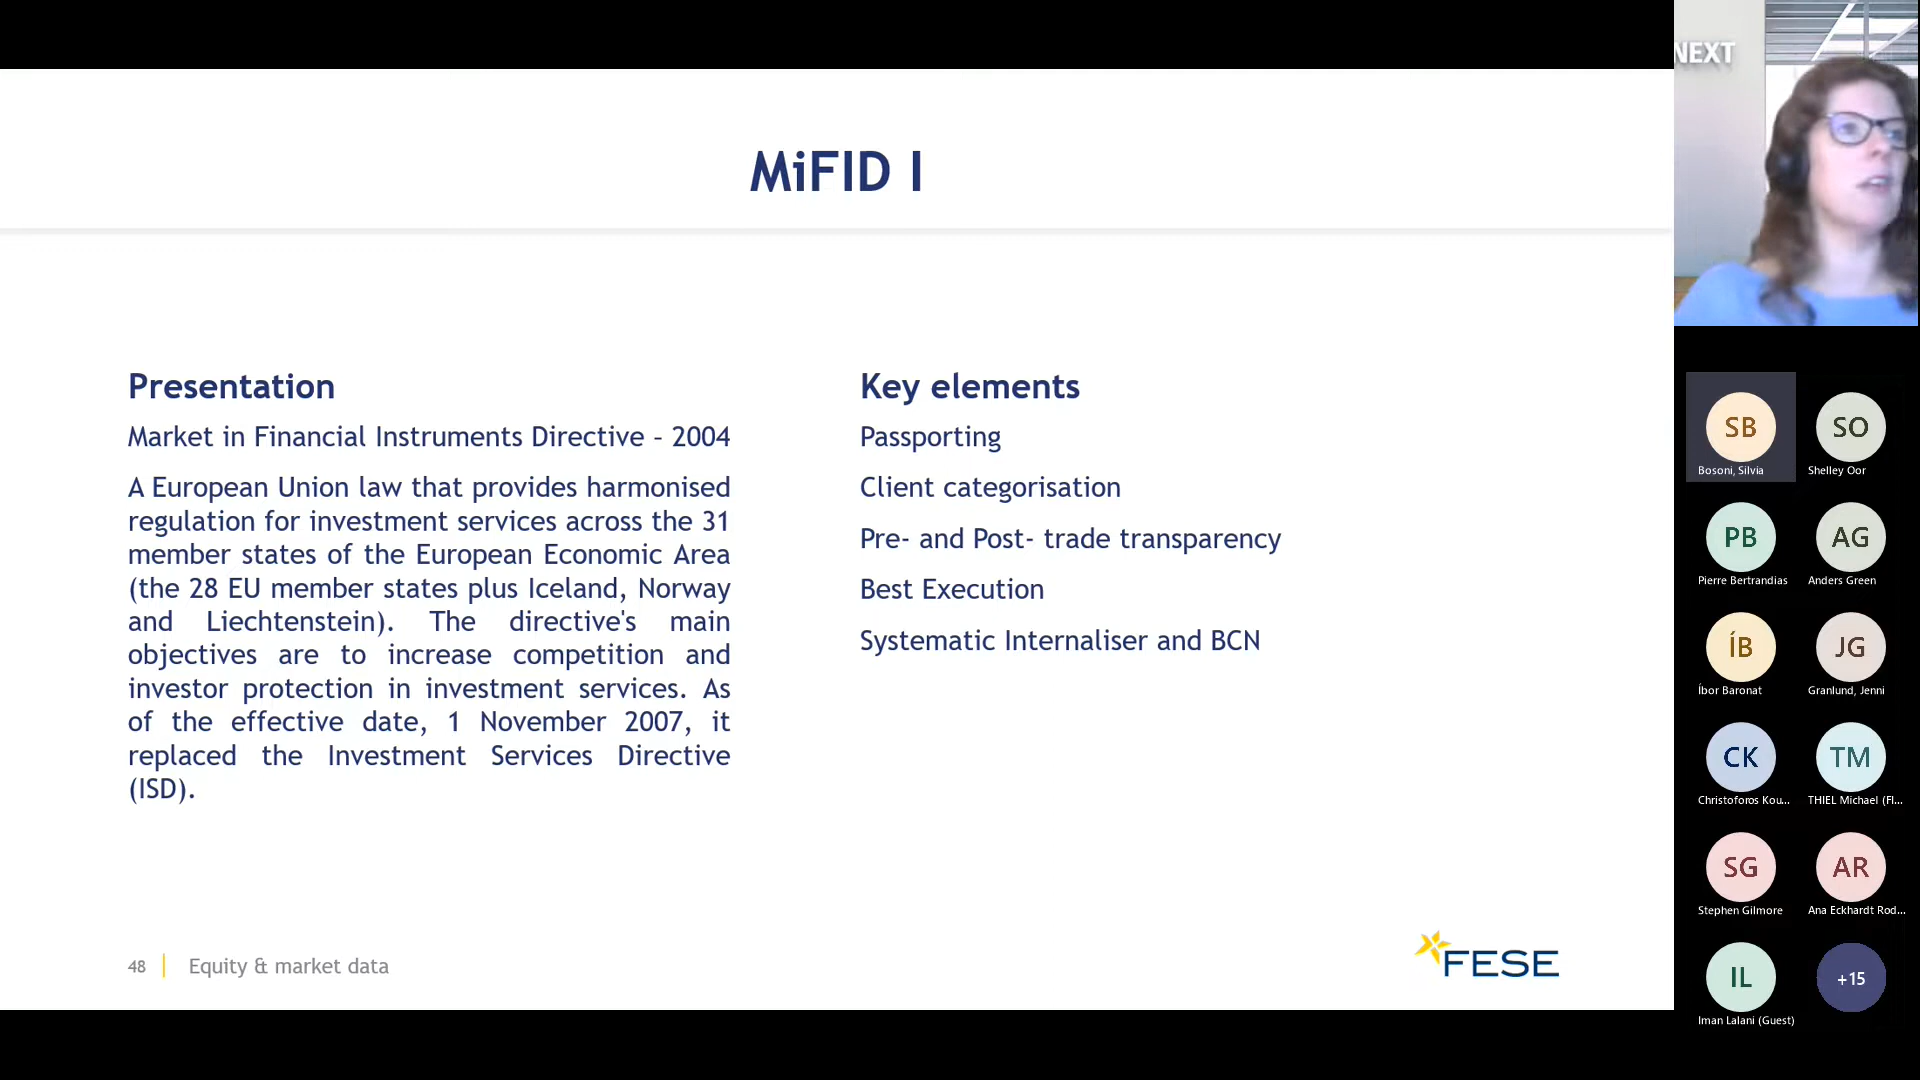 NEXT
MiFID I
Presentation
Market in Financial Instruments Directive – 2004
A European Union law that provides harmonised
regulation for investment services across the 31
member states of the European Economic Area
(the 28 EU member states plus Iceland, Norway
and Liechtenstein). The directive's main
objectives are to increase competition and
investor protection in investment services. As
of the effective date, 1 November 2007, it
replaced the Investment Services Directive
(ISD).
Key elements
Passporting
Client categorisation
Pre- and Post- trade transparency
Best Execution
Systematic Internaliser and BCN
48
Equity & market data
FESE
SB
Bosoni, Silvia
SO
Shelley Oor
PB
Pierre Bertrandias
AG
Anders Green
ÍB
Íbor Baronat
JG
Granlund, Jenni
CK
Christoforos Kou...
TM
THIEL Michael (FI...
SG
Stephen Gilmore
AR
Ana Eckhardt Rod...
IL
Iman Lalani (Guest)
+15